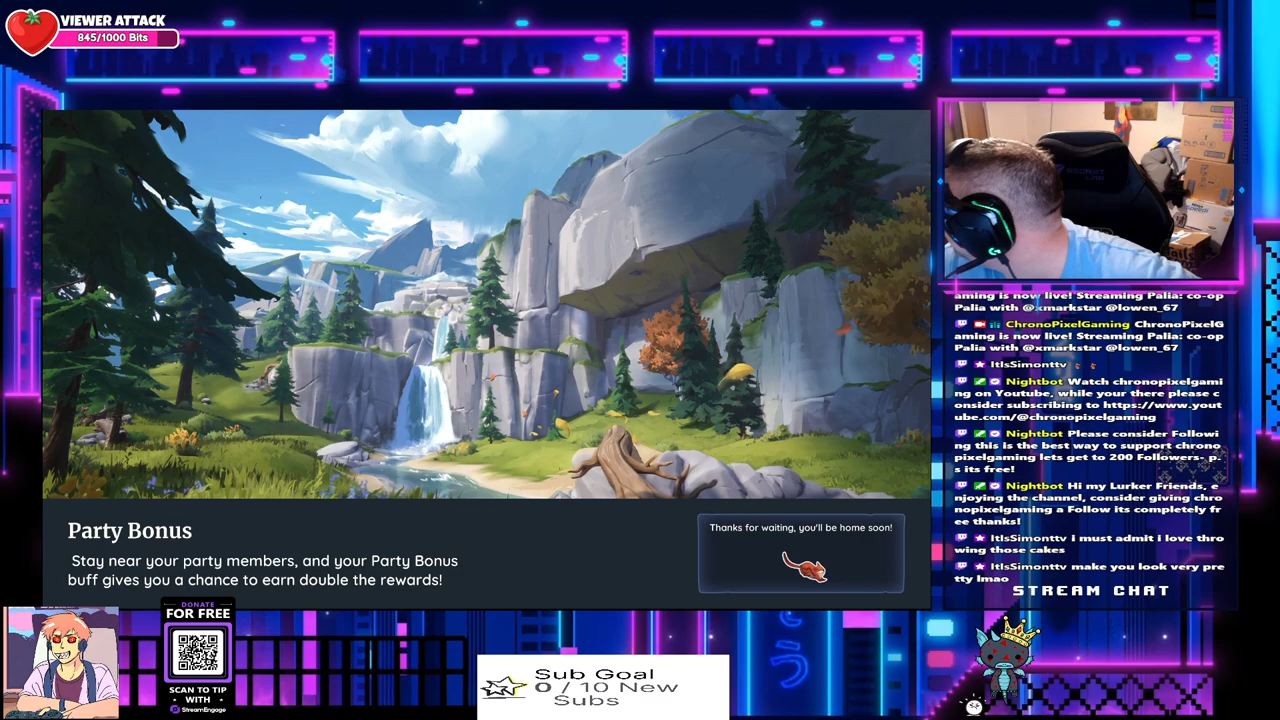 VIEWER ATTACK
845/1000 Bits
aming is now live! Streaming Palia: co-op
Palia with @xmarkstar @lowen_67
ChronoPixelGaming ChronoPixelG
aming is now live! Streaming Palia: co-op
Palia with @xmarkstar @lowen_67
ItIsSimonttv
Nightbot Watch chronopixelgami
ng on Youtube, while your there please c
onsider subscribing to https://www.yout
ube.com/@chronopixelgaming
Nightbot Please consider Followi
ng this is the best way to support chrono
pixelgaming lets get to 200 Followers- p.
s its free!
Nightbot Hi my Lurker Friends, e
njoying the channel, consider giving chro
nopixelgaming a Follow its completely fr
ee thanks!
ItIsSimonttv i must admit i love thro
wing those cakes
ItIsSimonttv make you look very pre
tty lmao
STREAM CHAT
Party Bonus
Stay near your party members, and your Party Bonus
buff gives you a chance to earn double the rewards!
Thanks for waiting, you'll be home soon!
DONATE
FOR FREE
SCAN TO TIP
WITH
StreamEngage
Sub Goal
0 / 10 New
Subs
う